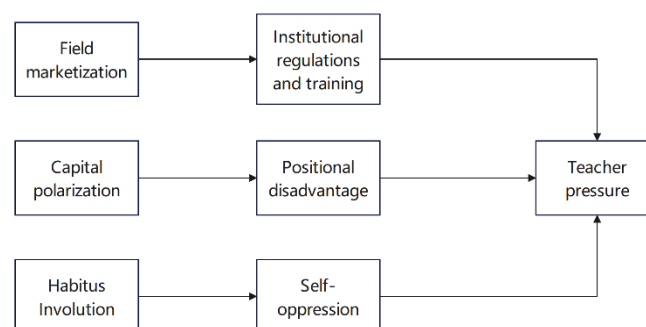 Field
marketization
Institutional
regulations
and training
Capital
polarization
Positional
disadvantage
Teacher
pressure
Habitus
Involution
Self-
oppression